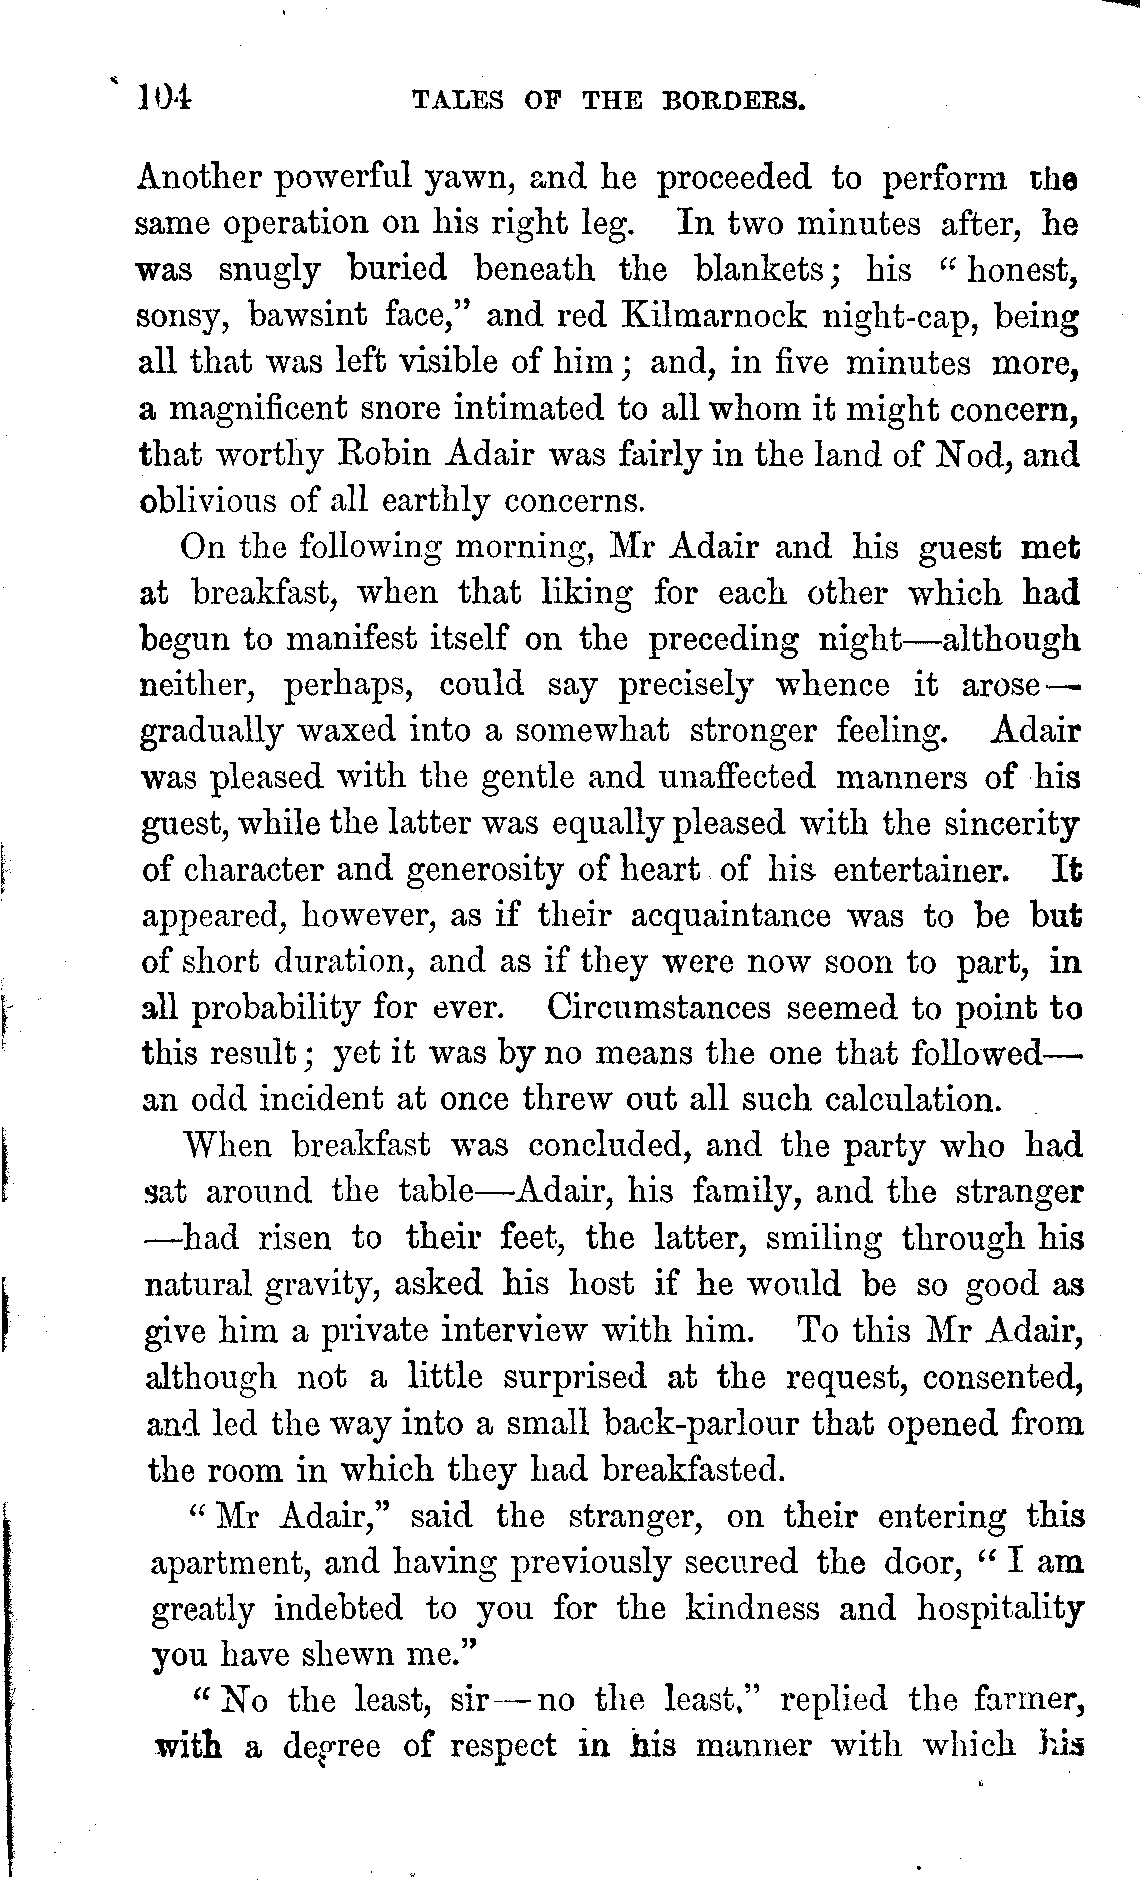 104 TALES OF THE BORDERS.
Another powerful yawn, and he proceeded to perform the
same operation on his right leg. In two minutes after, he
was snugly buried beneath the blankets; his " honest,
sonsy, bawsint face," and red Kilmarnock night-cap, being
all that was left visible of him; and, in five minutes more,
a magnificent snore intimated to all whom it might concern,
that worthy Robin Adair was fairly in the land of Nod, and
oblivious of all earthly concerns.
On the following morning, Mr Adair and his guest met
at breakfast, when that liking for each other which had
begun to manifest itself on the preceding night—although
neither, perhaps, could say precisely whence it arose—
gradually waxed into a somewhat stronger feeling. Adair
was pleased with the gentle and unaffected manners of his
guest, while the latter was equally pleased with the sincerity
of character and generosity of heart of his entertainer. It
appeared, however, as if their acquaintance was to be but
of short duration, and as if they were now soon to part, in
all probability for ever. Circumstances seemed to point to
this result; yet it was by no means the one that followed—
an odd incident at once threw out all such calculation.
When breakfast was concluded, and the party who had
sat around the table—Adair, his family, and the stranger
—had risen to their feet, the latter, smiling through his
natural gravity, asked his host if he would be so good as
give him a private interview with him. To this Mr Adair,
although not a little surprised at the request, consented,
and led the way into a small back-parlour that opened from
the room in which they had breakfasted.
" Mr Adair," said the stranger, on their entering this
apartment, and having previously secured the door, " I am
greatly indebted to you for the kindness and hospitality
you have shewn me."
" No the least, sir—no the least," replied the farmer,
with a degree of respect in his manner with which his